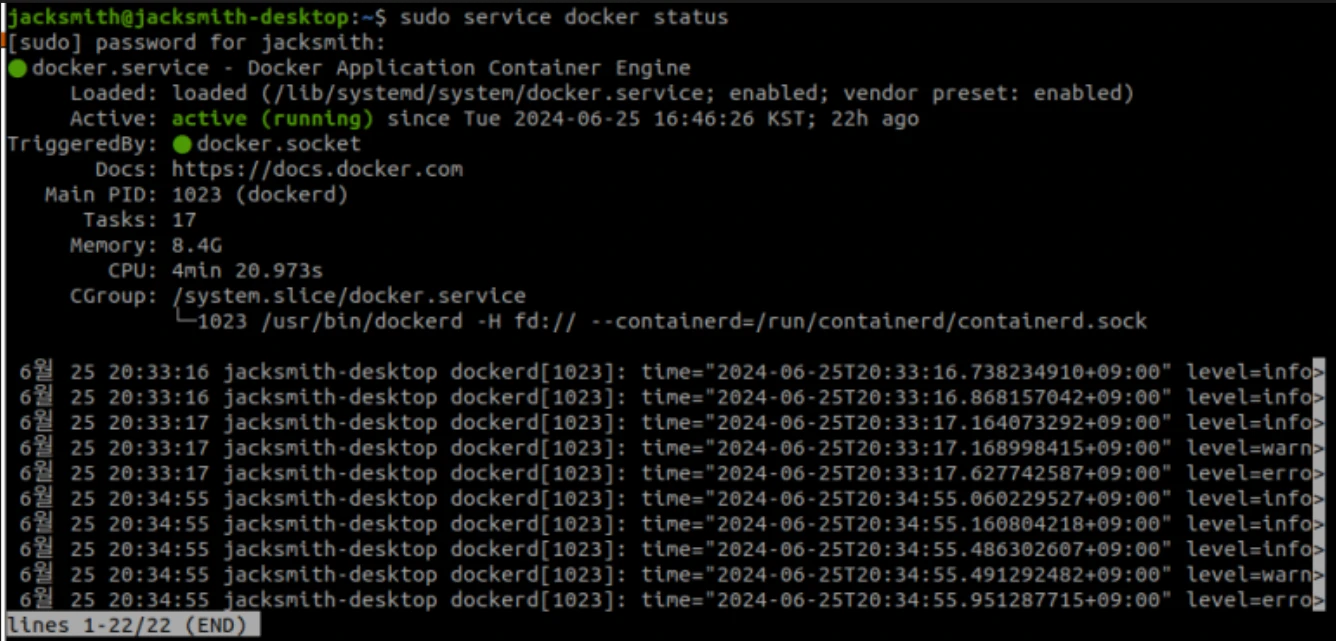 jacksmith@jacksmith-desktop:~$ sudo service docker status
[sudo] password for jacksmith:
● docker.service - Docker Application Container Engine
     Loaded: loaded (/lib/systemd/system/docker.service; enabled; vendor preset: enabled)
     Active: active (running) since Tue 2024-06-25 16:46:26 KST; 22h ago
TriggeredBy: ● docker.socket
       Docs: https://docs.docker.com
   Main PID: 1023 (dockerd)
      Tasks: 17
     Memory: 8.4G
        CPU: 4min 20.973s
     CGroup: /system.slice/docker.service
             └─1023 /usr/bin/dockerd -H fd:// --containerd=/run/containerd/containerd.sock
 6월 25 20:33:16 jacksmith-desktop dockerd[1023]: time="2024-06-25T20:33:16.738234910+09:00" level=info>
 6월 25 20:33:16 jacksmith-desktop dockerd[1023]: time="2024-06-25T20:33:16.868157042+09:00" level=info>
 6월 25 20:33:17 jacksmith-desktop dockerd[1023]: time="2024-06-25T20:33:17.164073292+09:00" level=info>
 6월 25 20:33:17 jacksmith-desktop dockerd[1023]: time="2024-06-25T20:33:17.168998415+09:00" level=warn>
 6월 25 20:33:17 jacksmith-desktop dockerd[1023]: time="2024-06-25T20:33:17.627742587+09:00" level=erro>
 6월 25 20:34:55 jacksmith-desktop dockerd[1023]: time="2024-06-25T20:34:55.060229527+09:00" level=info>
 6월 25 20:34:55 jacksmith-desktop dockerd[1023]: time="2024-06-25T20:34:55.160804218+09:00" level=info>
 6월 25 20:34:55 jacksmith-desktop dockerd[1023]: time="2024-06-25T20:34:55.486302607+09:00" level=info>
 6월 25 20:34:55 jacksmith-desktop dockerd[1023]: time="2024-06-25T20:34:55.491292482+09:00" level=warn>
 6월 25 20:34:55 jacksmith-desktop dockerd[1023]: time="2024-06-25T20:34:55.951287715+09:00" level=erro>
lines 1-22/22 (END)